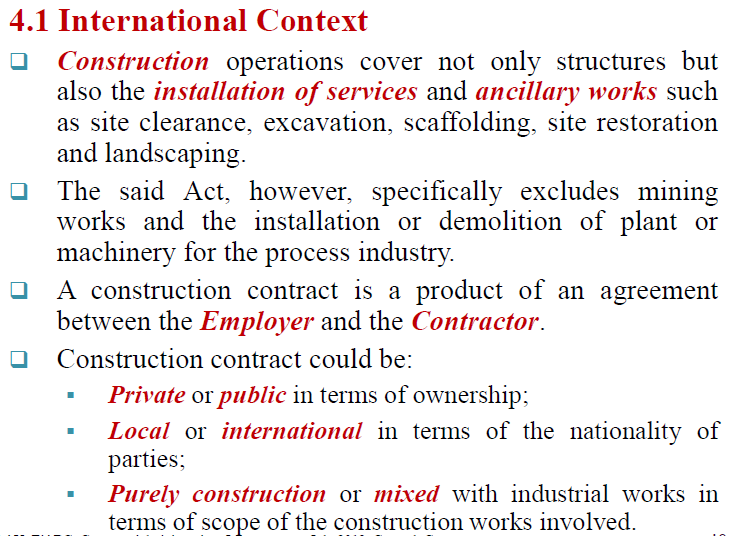 4.1 International Context
❑ Construction operations cover not only structures but
also the installation of services and ancillary works such
as site clearance, excavation, scaffolding, site restoration
and landscaping.
❑ The said Act, however, specifically excludes mining
works and the installation or demolition of plant or
machinery for the process industry.
❑ A construction contract is a product of an agreement
between the Employer and the Contractor.
❑ Construction contract could be:
▪ Private or public in terms of ownership;
▪ Local or international in terms of the nationality of
parties;
▪ Purely construction or mixed with industrial works in
terms of scope of the construction works involved.